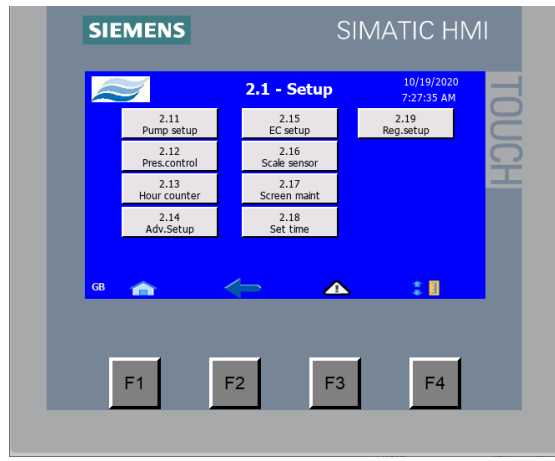 SIEMENS
SIMATIC HMI
TOUCH
2.1 - Setup
10/19/2020
7:27:35 AM
2.11
Pump setup
2.15
EC setup
2.19
Reg.setup
2.12
Pres.control
2.16
Scale sensor
2.13
Hour counter
2.17
Screen maint
2.14
Adv.Setup
2.18
Set time
GB
F1
F2
F3
F4